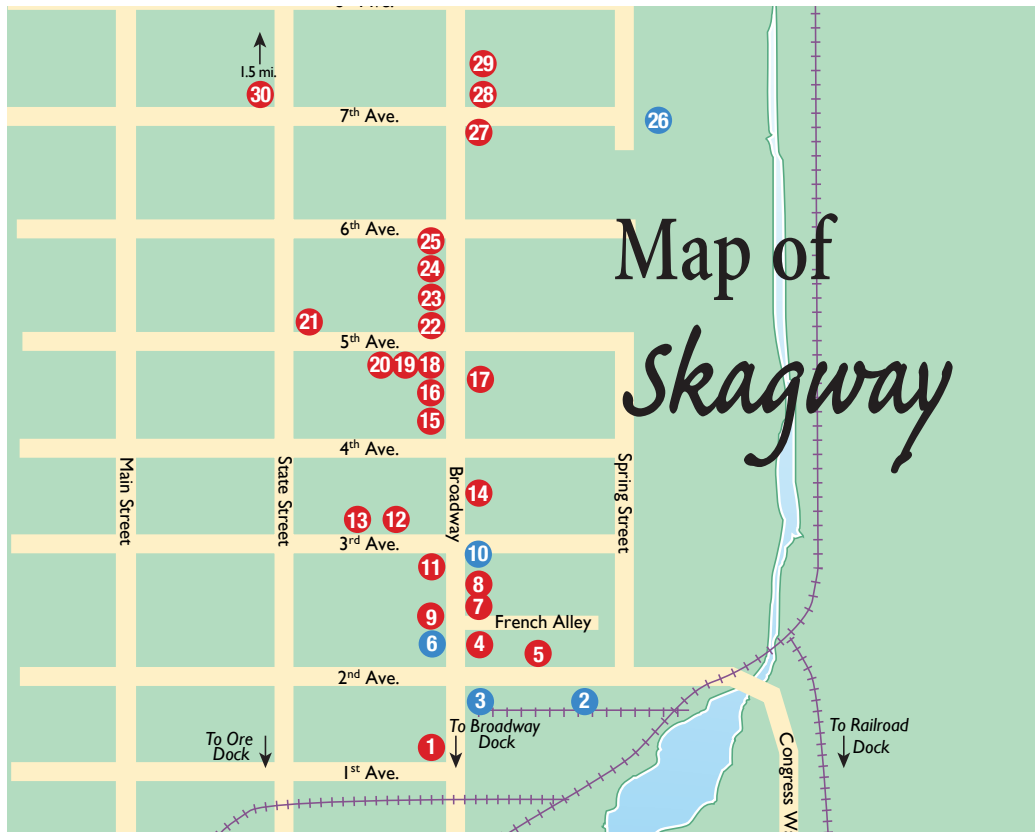 1.5 mi.
30
29
28
7th Ave.
27
26
6th Ave.
25
24
23
22
21
5th Ave.
20
19
18
17
16
15
Map of
Skagway
4th Ave.
Main Street
State Street
Broadway
Spring Street
14
13
12
3rd Ave.
10
11
8
7
9
French Alley
6
4
5
2nd Ave.
3
2
To Ore
Dock
1
To Broadway
Dock
To Railroad
Dock
1st Ave.
Congress